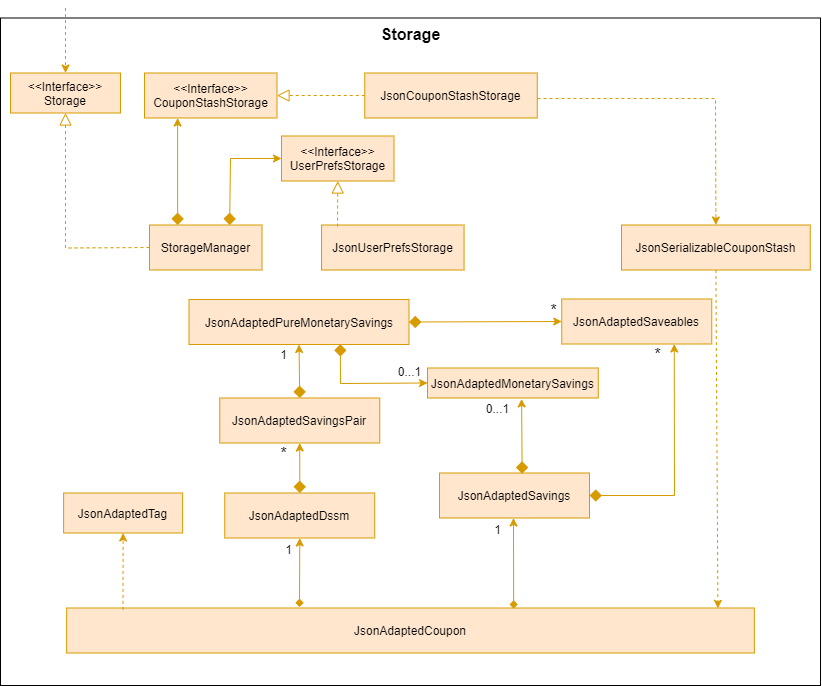 Storage
<<Interface>>
Storage
<<Interface>>
CouponStashStorage
JsonCouponStashStorage
<<Interface>>
UserPrefsStorage
StorageManager
JsonUserPrefsStorage
JsonSerializableCouponStash
JsonAdaptedPureMonetarySavings
*
JsonAdaptedSaveables
1
0...1
*
JsonAdaptedMonetarySavings
0...1
JsonAdaptedSavingsPair
*
JsonAdaptedSavings
JsonAdaptedTag
JsonAdaptedDssm
1
1
JsonAdaptedCoupon